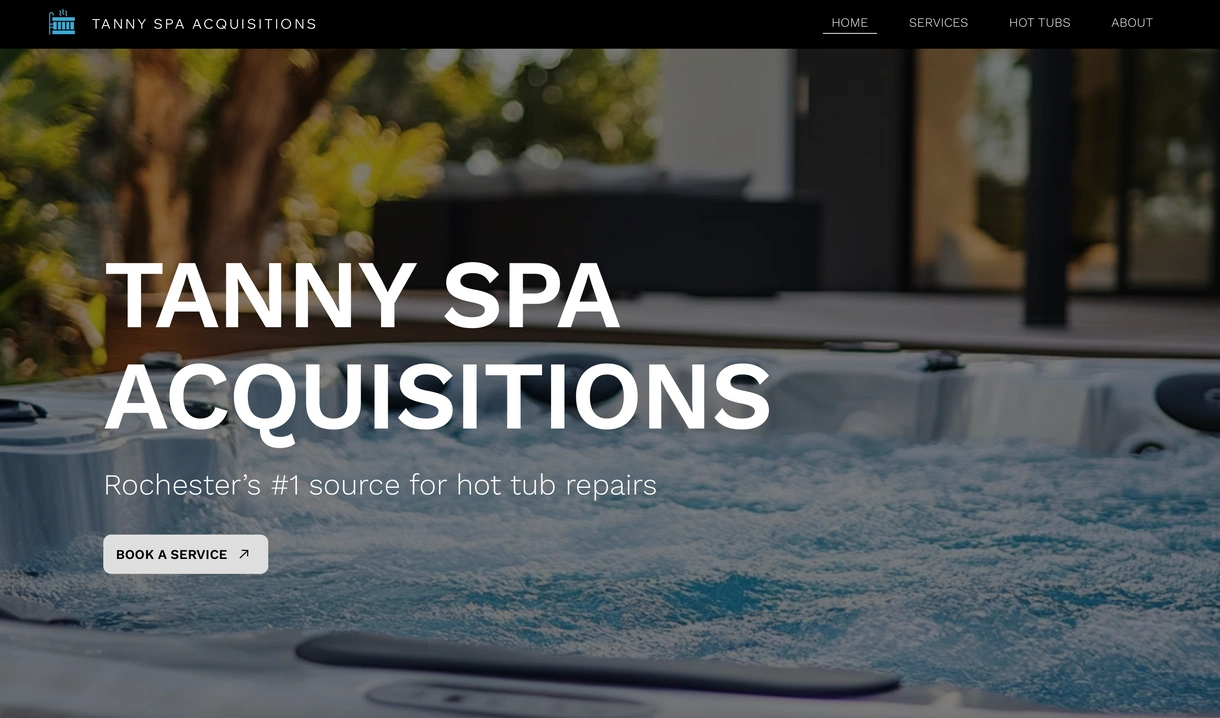 TANNY SPA ACQUISITIONS
HOME
SERVICES
HOT TUBS
ABOUT
TANNY SPA
ACQUISITIONS
Rochester’s #1 source for hot tub repairs
BOOK A SERVICE